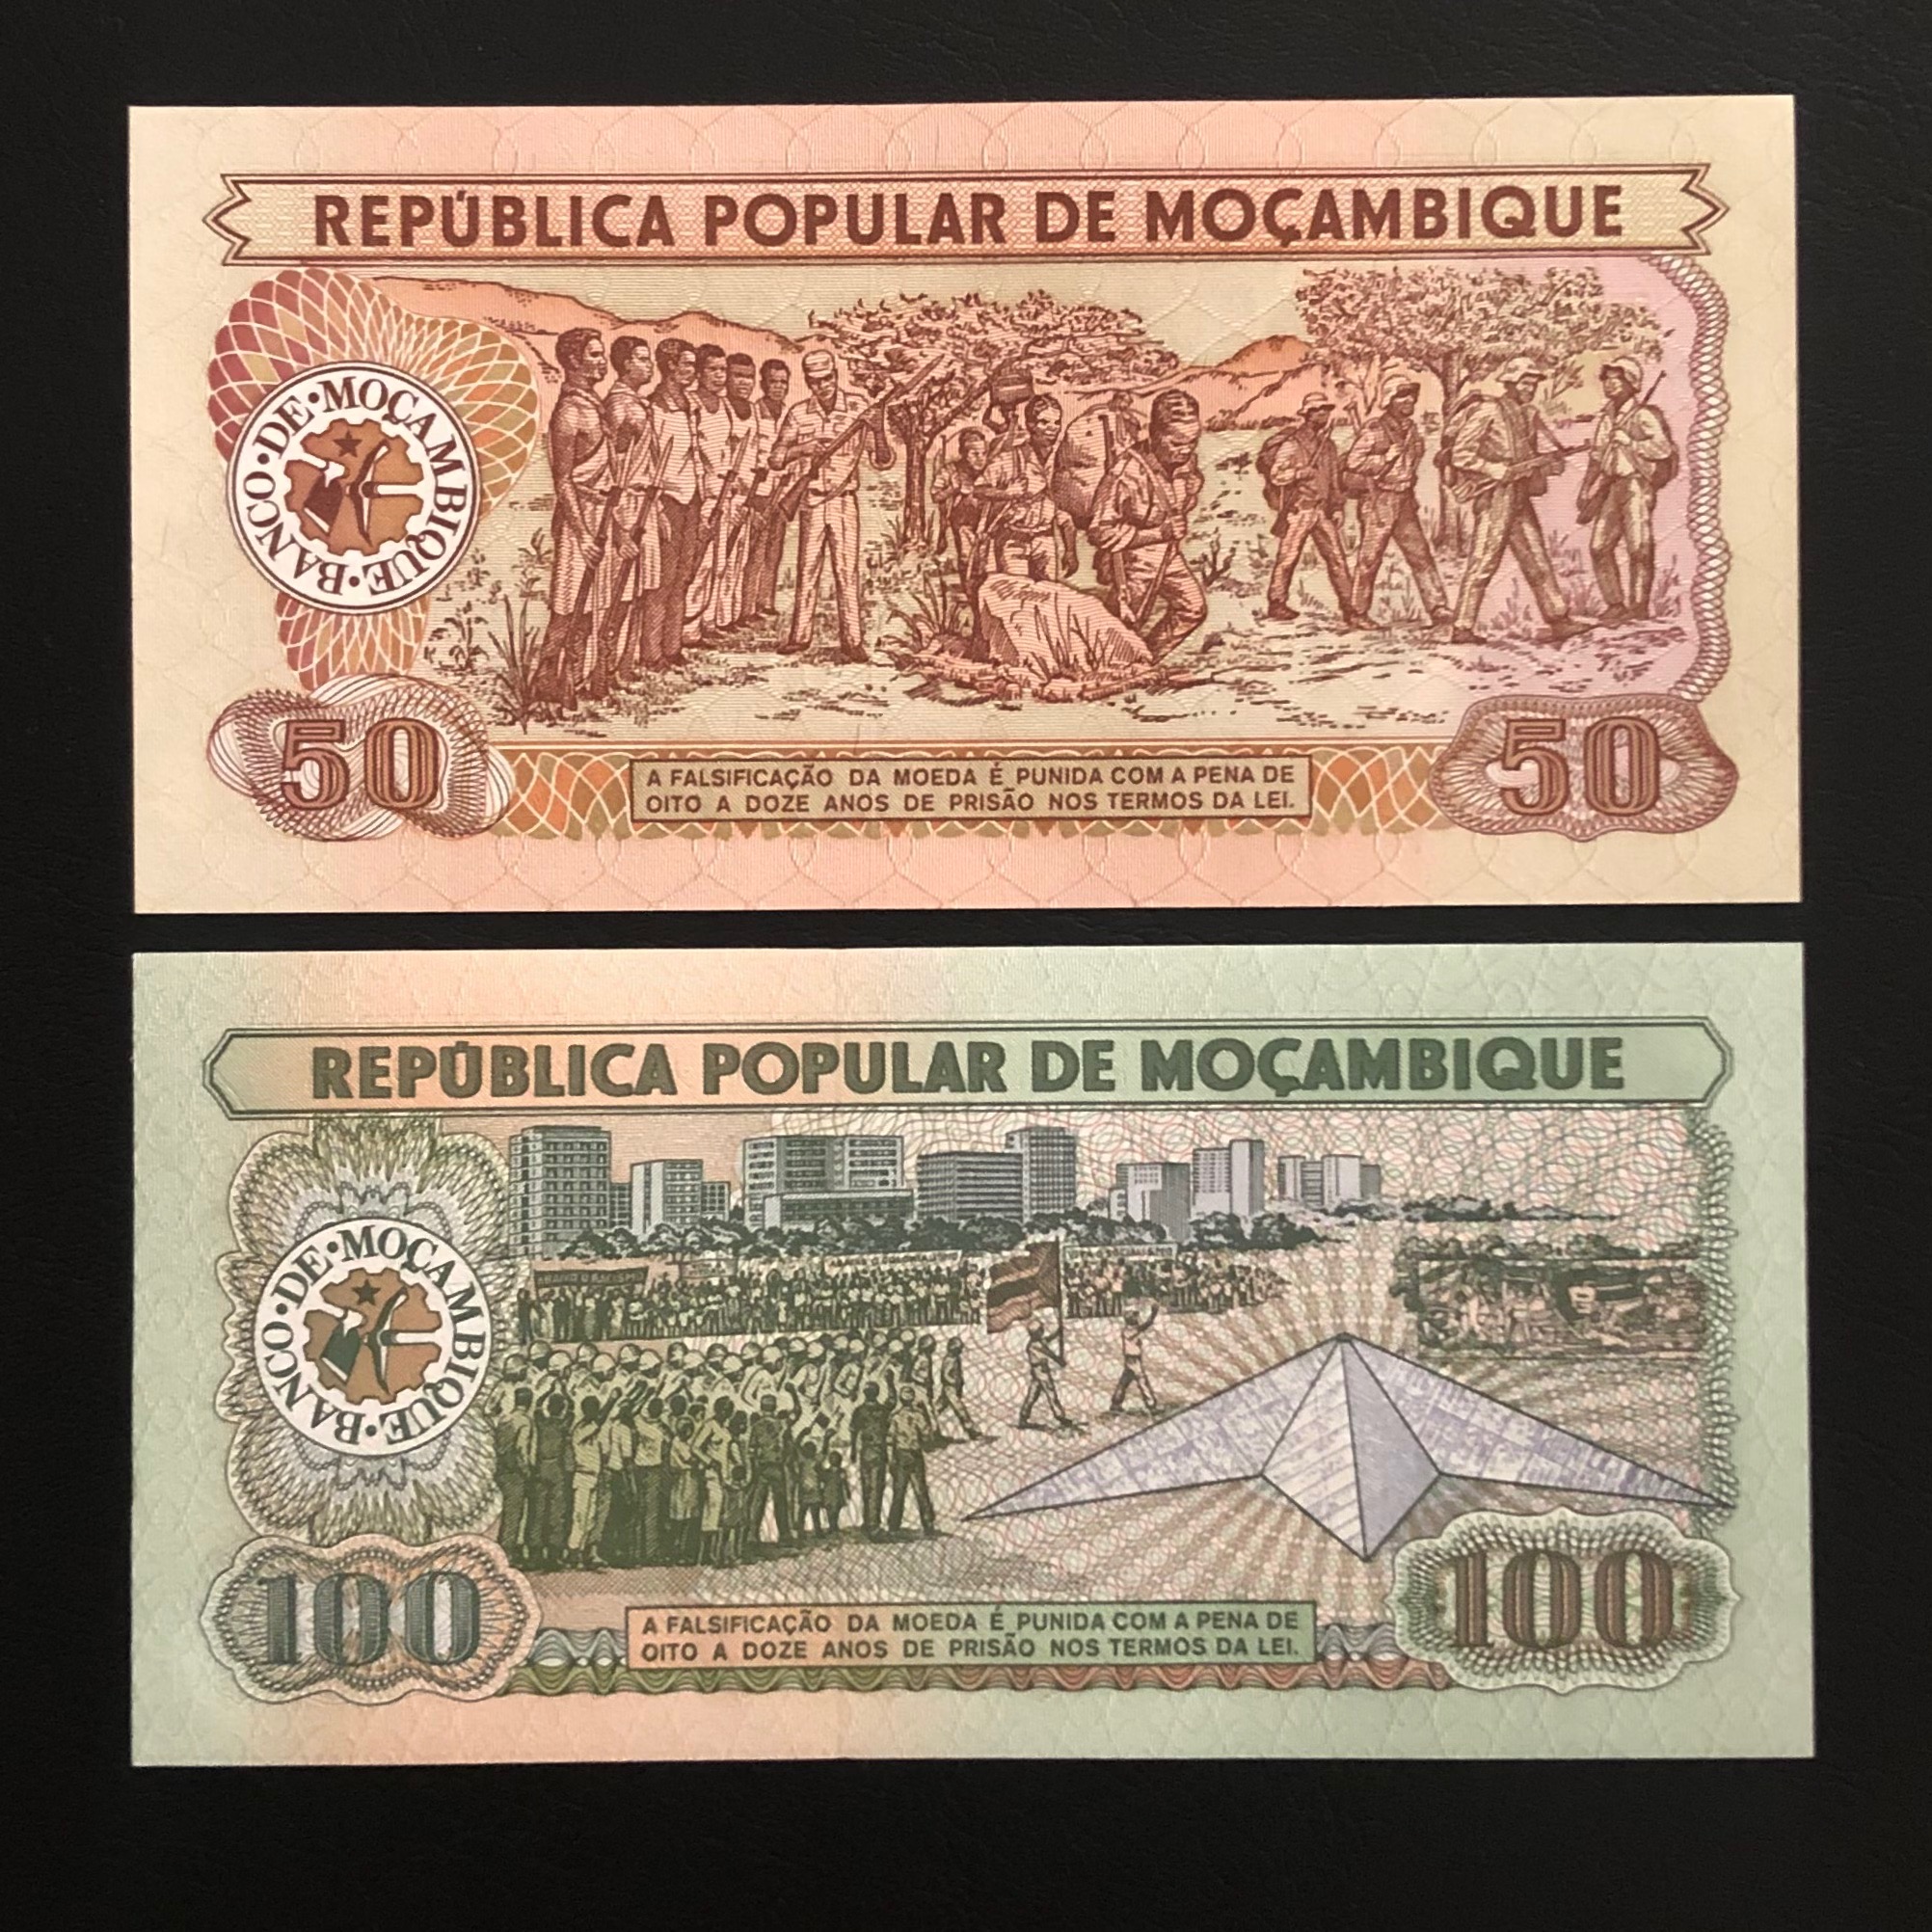 REPÚBLICA POPULAR DE MOÇAMBIQUE
BANCO·DE·MOÇAMBIQUE·
50
50
A FALSIFICAÇÃO DA MOEDA É PUNIDA COM A PENA DE
OITO A DOZE ANOS DE PRISÃO NOS TERMOS DA LEI.
REPÚBLICA POPULAR DE MOÇAMBIQUE
BANCO·DE·MOÇAMBIQUE·
100
100
A FALSIFICAÇÃO DA MOEDA É PUNIDA COM A PENA DE
OITO A DOZE ANOS DE PRISÃO NOS TERMOS DA LEI.